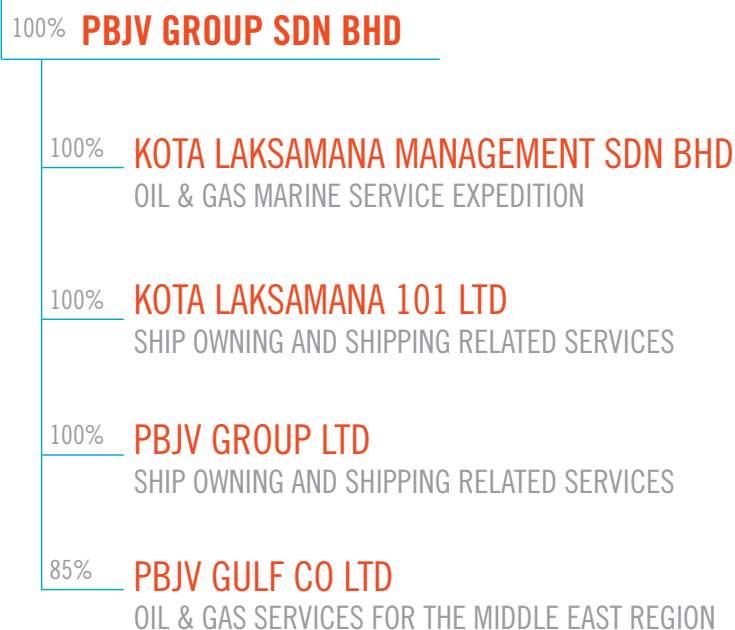 100% PBJV GROUP SDN BHD
100% KOTA LAKSAMANA MANAGEMENT SDN BHD
OIL & GAS MARINE SERVICE EXPEDITION
100% KOTA LAKSAMANA 101 LTD
SHIP OWNING AND SHIPPING RELATED SERVICES
100% PBJV GROUP LTD
SHIP OWNING AND SHIPPING RELATED SERVICES
85% PBJV GULF CO LTD
OIL & GAS SERVICES FOR THE MIDDLE EAST REGION